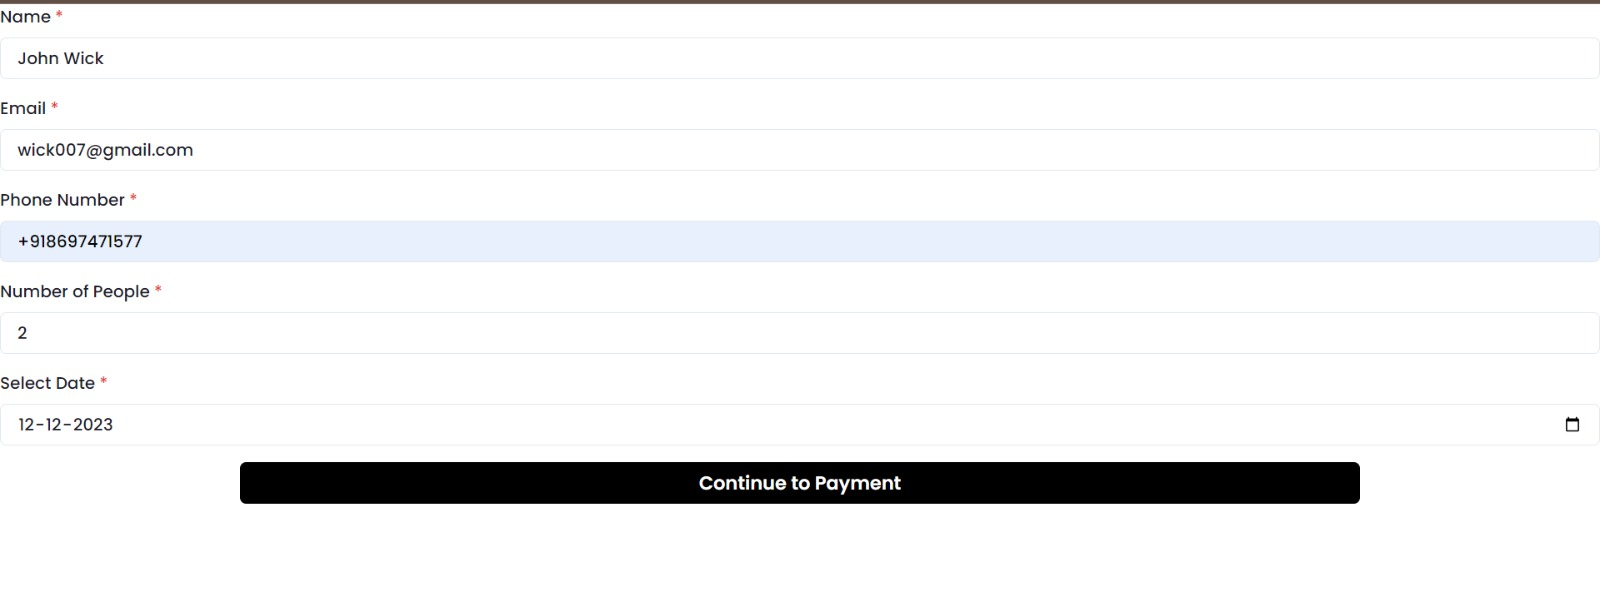 Name *
John Wick
Email *
wick007@gmail.com
Phone Number *
+918697471577
Number of People *
2
Select Date *
12-12-2023
Continue to Payment